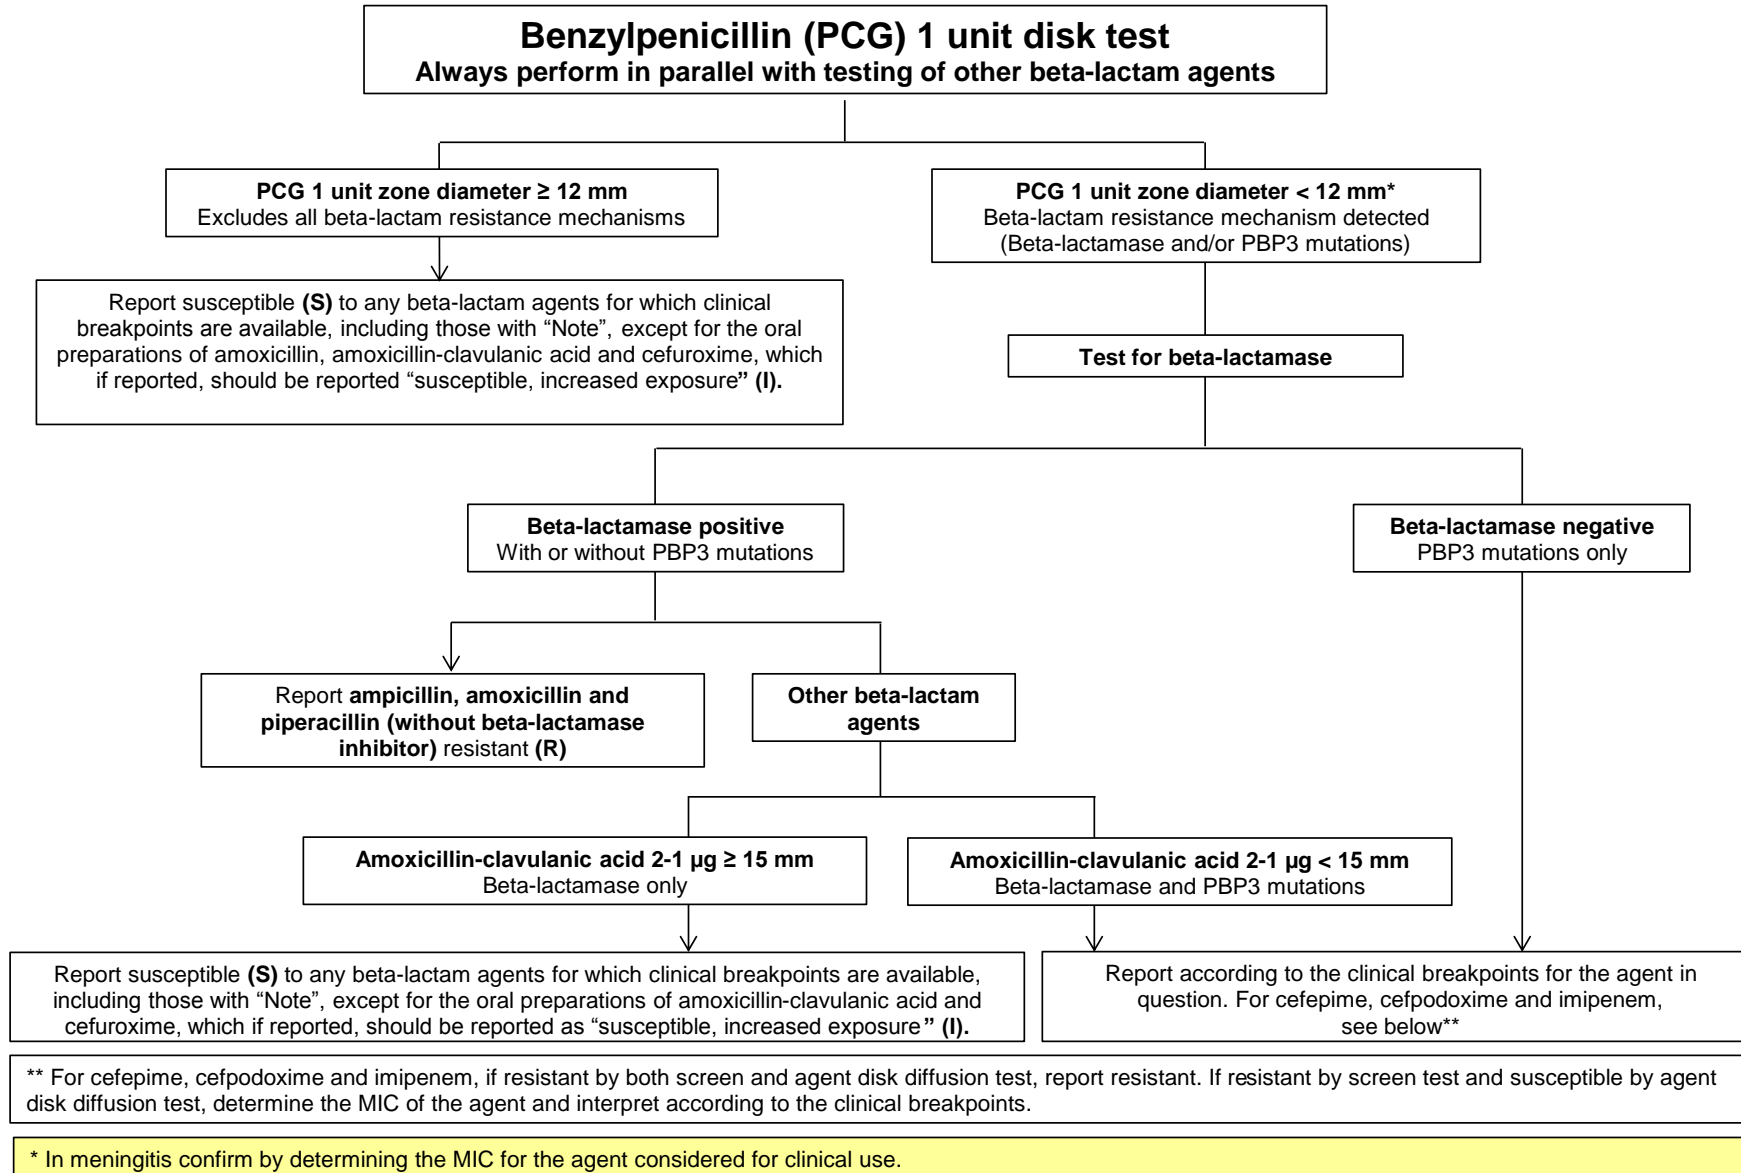 Benzylpenicillin (PCG) 1 unit disk test
Always perform in parallel with testing of other beta-lactam agents
PCG 1 unit zone diameter ≥ 12 mm
Excludes all beta-lactam resistance mechanisms
PCG 1 unit zone diameter < 12 mm*
Beta-lactam resistance mechanism detected
(Beta-lactamase and/or PBP3 mutations)
Report susceptible (S) to any beta-lactam agents for which clinical
breakpoints are available, including those with “Note”, except for the oral
preparations of amoxicillin, amoxicillin-clavulanic acid and cefuroxime, which
if reported, should be reported “susceptible, increased exposure” (I).
Test for beta-lactamase
Beta-lactamase positive
With or without PBP3 mutations
Beta-lactamase negative
PBP3 mutations only
Report ampicillin, amoxicillin and
piperacillin (without beta-lactamase
inhibitor) resistant (R)
Other beta-lactam
agents
Amoxicillin-clavulanic acid 2-1 µg ≥ 15 mm
Beta-lactamase only
Amoxicillin-clavulanic acid 2-1 µg < 15 mm
Beta-lactamase and PBP3 mutations
Report susceptible (S) to any beta-lactam agents for which clinical breakpoints are available,
including those with “Note”, except for the oral preparations of amoxicillin-clavulanic acid and
cefuroxime, which if reported, should be reported as “susceptible, increased exposure” (I).
Report according to the clinical breakpoints for the agent in
question. For cefepime, cefpodoxime and imipenem,
see below**
** For cefepime, cefpodoxime and imipenem, if resistant by both screen and agent disk diffusion test, report resistant. If resistant by screen test and susceptible by agent
disk diffusion test, determine the MIC of the agent and interpret according to the clinical breakpoints.
* In meningitis confirm by determining the MIC for the agent considered for clinical use.